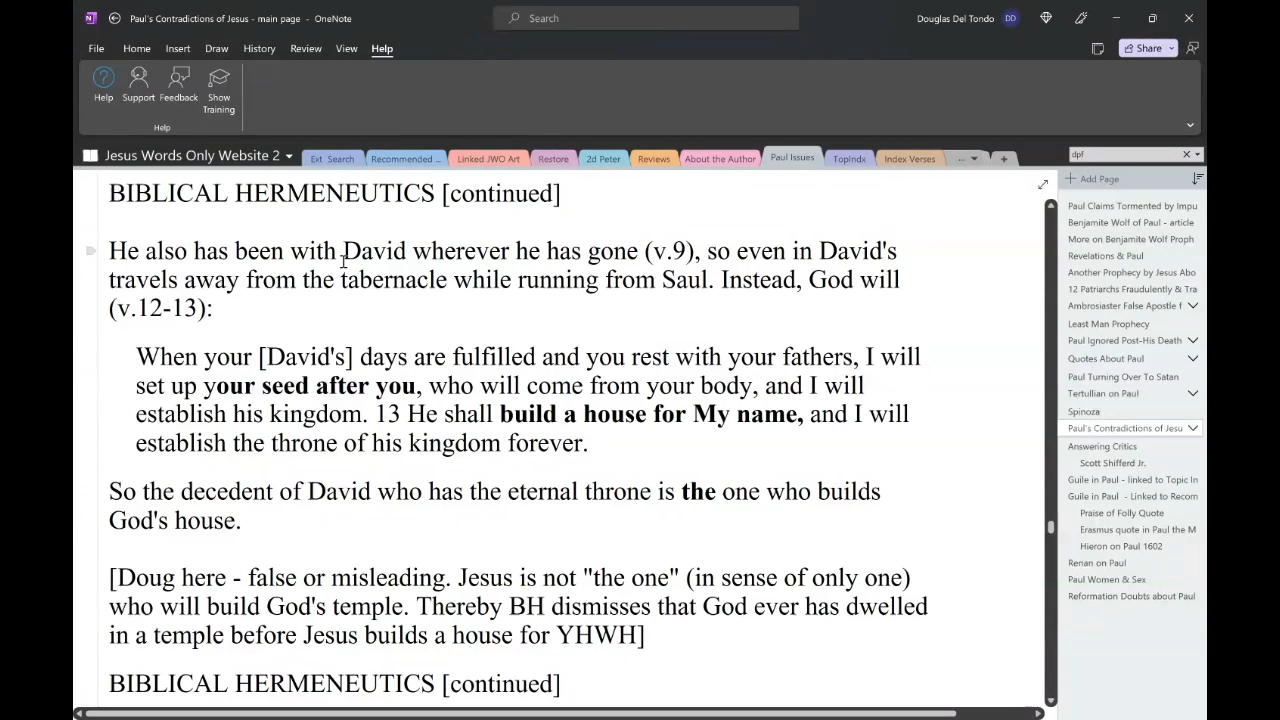 Paul's Contradictions of Jesus - main page - OneNote
Search
Douglas Del Tondo
DD
File Home Insert Draw History Review View Help
Share
Help Support Feedback Show
Training
Help
Jesus Words Only Website 2
Ext Search Recommended ... Linked JWO Art Restore 2d Peter Reviews About the Author Paul Issues TopIndx Index Verses ... +
dpf
Add Page
BIBLICAL HERMENEUTICS [continued]
He also has been with David wherever he has gone (v.9), so even in David's
travels away from the tabernacle while running from Saul. Instead, God will
(v.12-13):
When your [David's] days are fulfilled and you rest with your fathers, I will
set up your seed after you, who will come from your body, and I will
establish his kingdom. 13 He shall build a house for My name, and I will
establish the throne of his kingdom forever.
So the decedent of David who has the eternal throne is the one who builds
God's house.
[Doug here - false or misleading. Jesus is not "the one" (in sense of only one)
who will build God's temple. Thereby BH dismisses that God ever has dwelled
in a temple before Jesus builds a house for YHWH]
BIBLICAL HERMENEUTICS [continued]
Paul Claims Tormented by Impu
Benjamite Wolf of Paul - article
More on Benjamite Wolf Proph
Revelations & Paul
Another Prophecy by Jesus Abo
12 Patriarchs Fraudulently & Tra
Ambrosiaster False Apostle f
Least Man Prophecy
Paul Ignored Post-His Death
Quotes About Paul
Paul Turning Over To Satan
Tertullian on Paul
Spinoza
Paul's Contradictions of Jesu
Answering Critics
Scott Shifferd Jr.
Guile in Paul - linked to Topic In
Guile in Paul - Linked to Recom
Praise of Folly Quote
Erasmus quote in Paul the M
Hieron on Paul 1602
Renan on Paul
Paul Women & Sex
Reformation Doubts about Paul